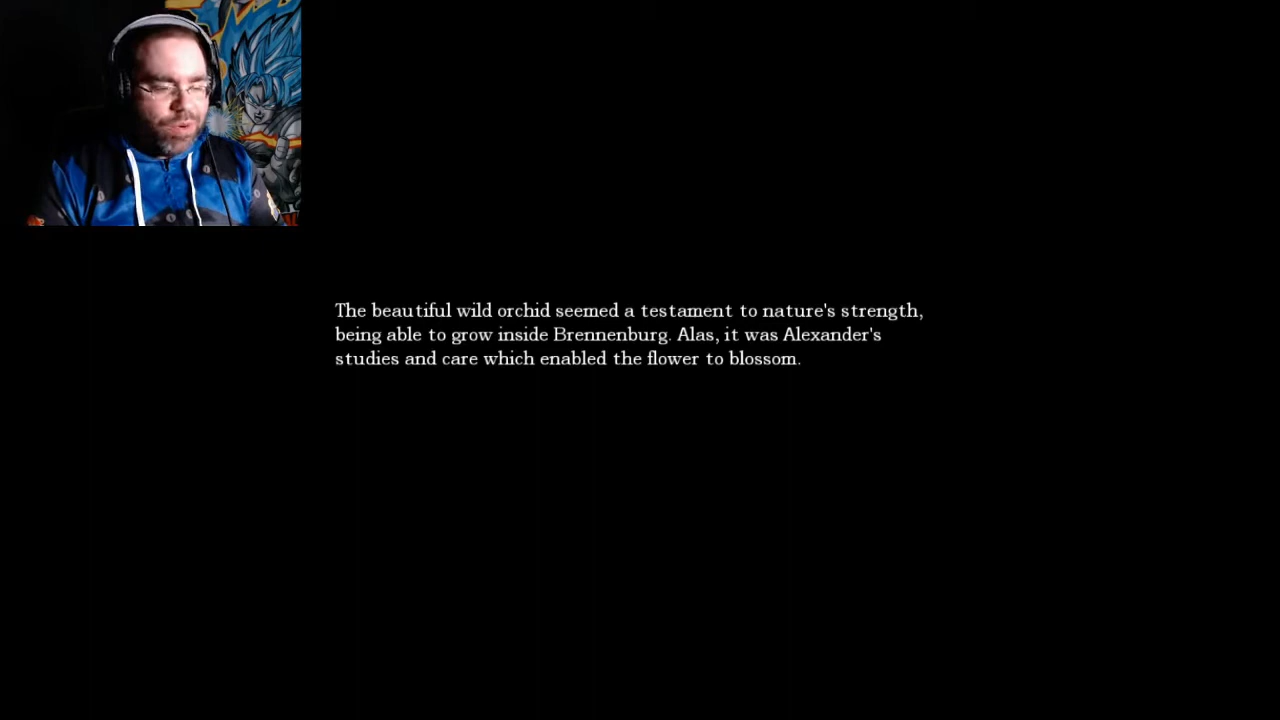 The beautiful wild orchid seemed a testament to nature's strength,
being able to grow inside Brennenburg. Alas, it was Alexander's
studies and care which enabled the flower to blossom.